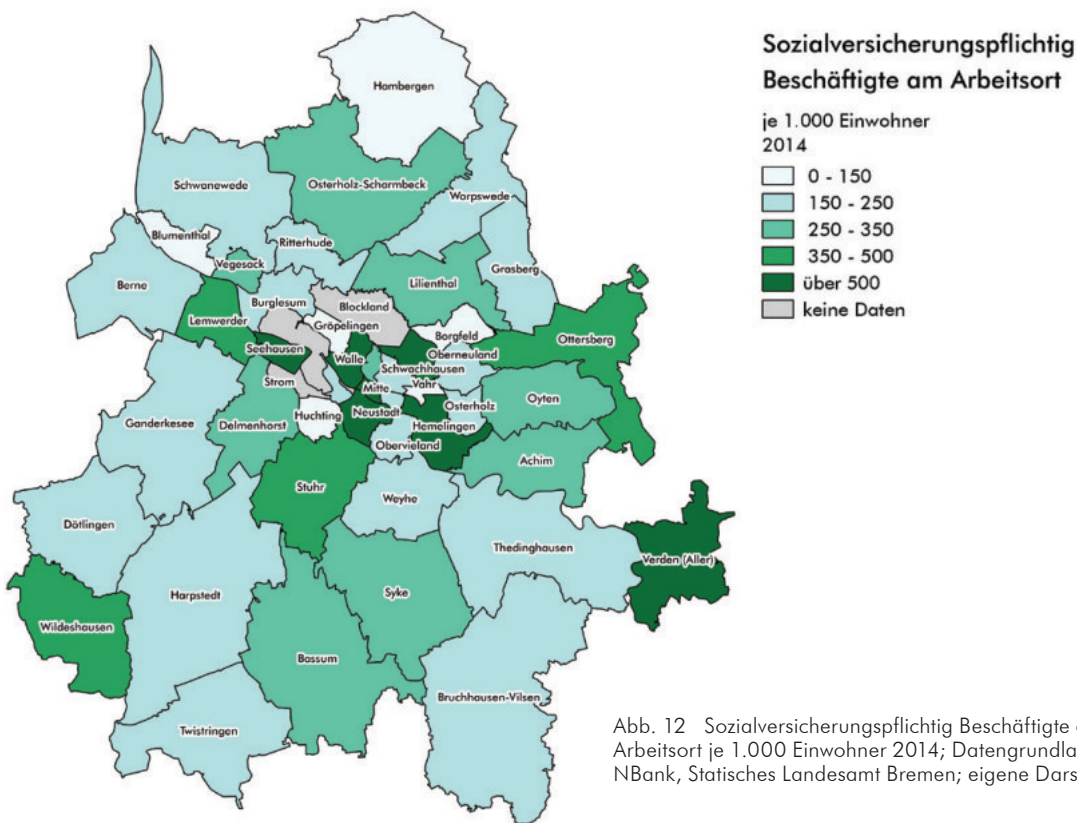 Sozialversicherungspflichtig
Beschäftigte am Arbeitsort
je 1.000 Einwohner
2014
0 - 150
150 - 250
250 - 350
350 - 500
über 500
keine Daten
Hambergen
Schwanewede
Osterholz-Scharmbeck
Worpswede
Blumenthal
Ritterhude
Vegesack
Grasberg
Berne
Lilienthal
Burglesum
Blockland
Lemwerder
Gröpelingen
Borgfeld
Ottersberg
Seehausen
Walle
Oberneuland
Schwachhausen
Strom
Mitte
Vahr
Oyten
Huchting
Neustadt
Osterholz
Ganderkesee
Delmenhorst
Hemelingen
Obervieland
Achim
Stuhr
Weyhe
Dötlingen
Thedinghausen
Verden (Aller)
Harpstedt
Syke
Wildeshausen
Bassum
Bruchhausen-Vilsen
Twistringen
Abb. 12 Sozialversicherungspflichtig Beschäftigte
Arbeitsort je 1.000 Einwohner 2014; Datengrundla
NBank, Statisches Landesamt Bremen; eigene Dars